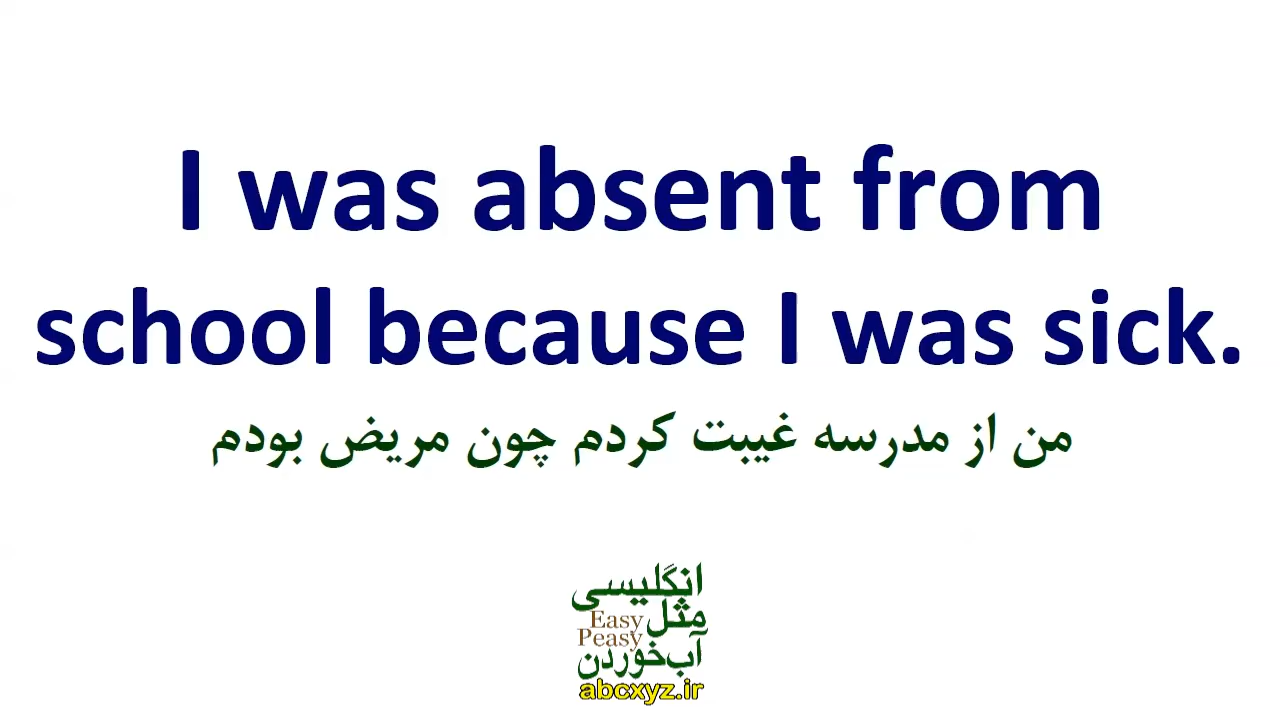 I was absent from
school because I was sick.
من از مدرسه غیبت کردم چون مریض بودم
انگلیسی
مثل Easy
Peasy
آب‌خوردن
abcxyz.ir